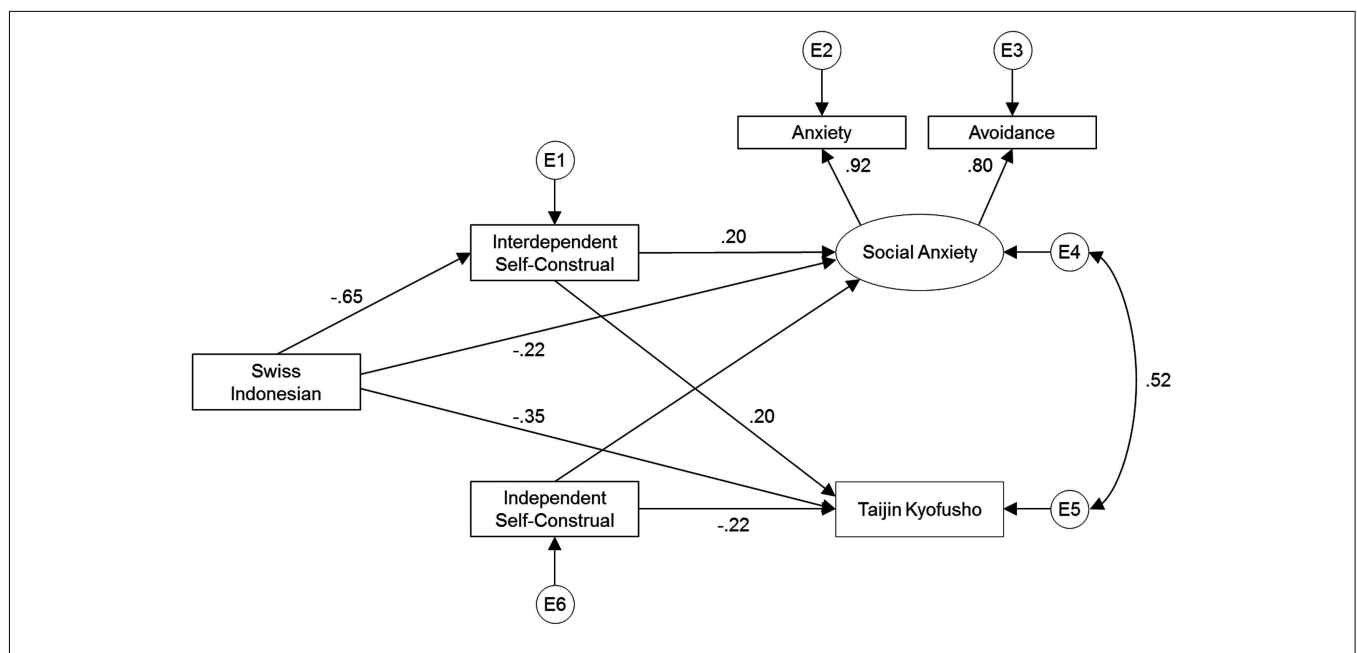 E2
E3
Anxiety
Avoidance
E1
.92
.80
Interdependent
Self-Construal
.20
Social Anxiety
E4
-.65
-.22
Swiss
Indonesian
.52
-.35
.20
Independent
Self-Construal
-.22
Taijin Kyofusho
E5
E6